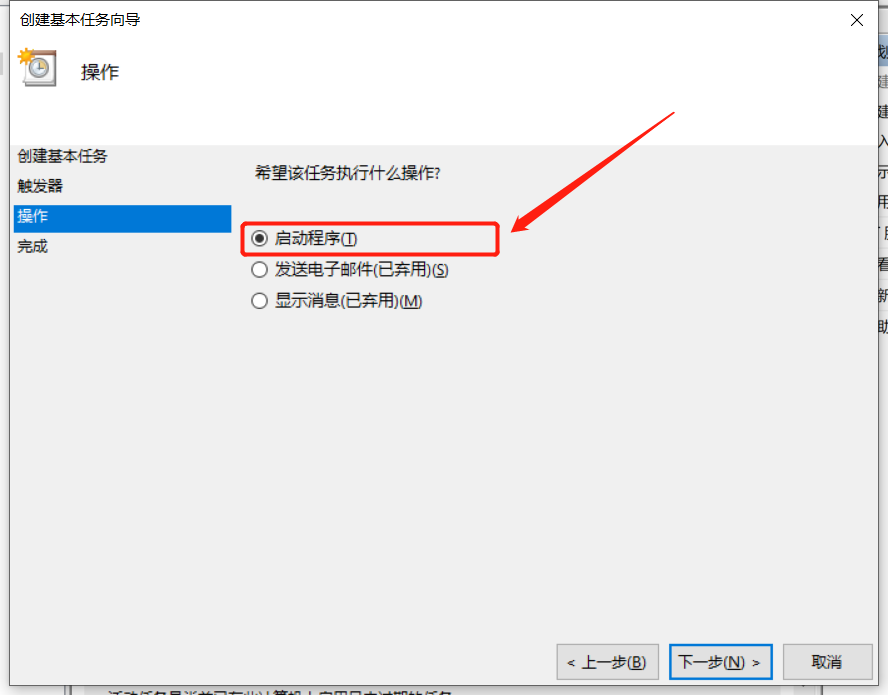 创建基本任务向导
操作
创建基本任务
触发器
操作
完成
希望该任务执行什么操作?
启动程序(T)
发送电子邮件(已弃用)(S)
显示消息(已弃用)(M)
< 上一步(B)
下一步(N) >
取消